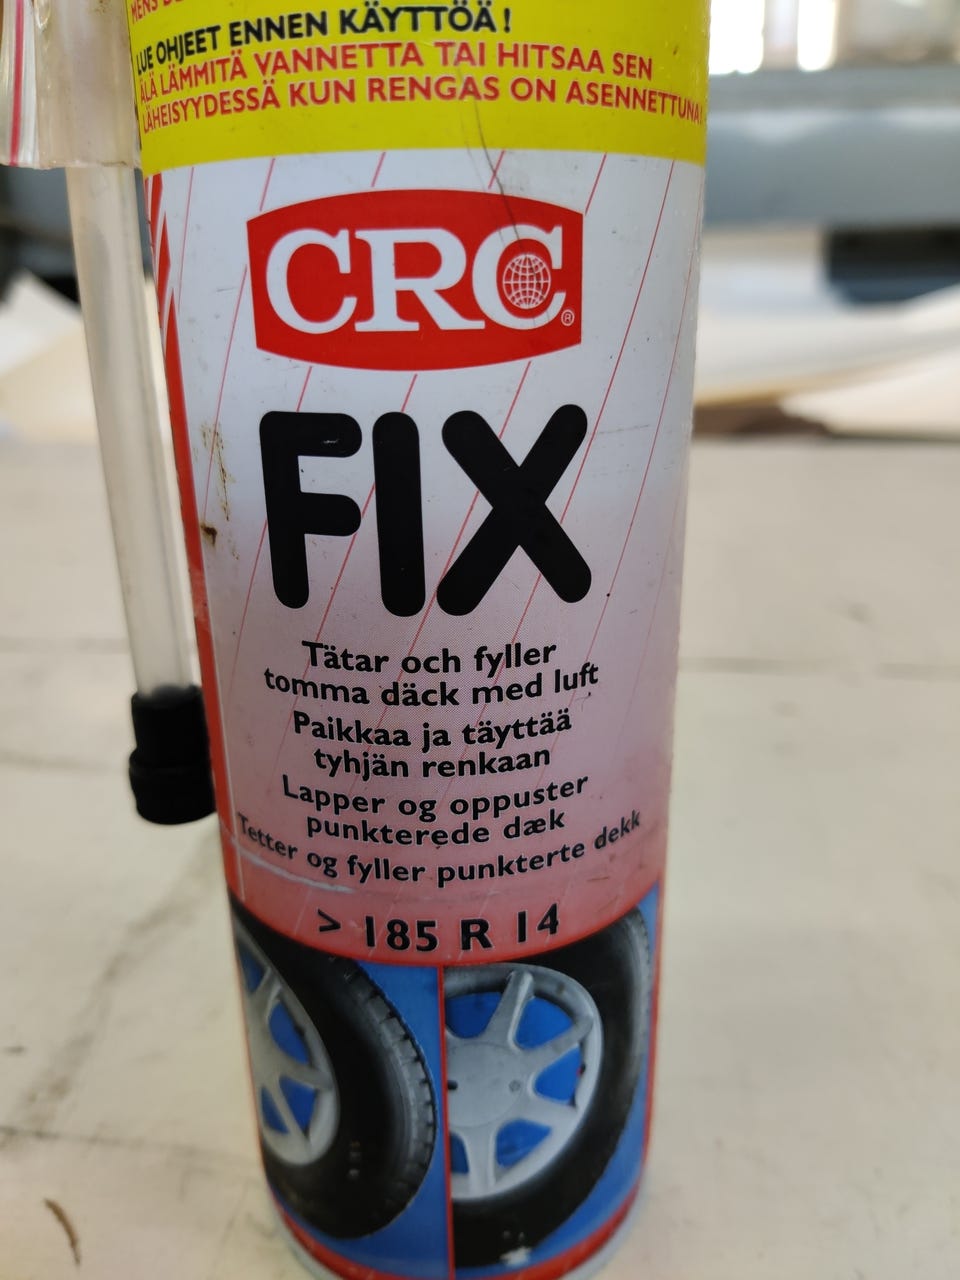 MENS
LUE OHJEET ENNEN KÄYTTÖÄ!
ÄLÄ LÄMMITÄ VANNETTA TAI HITSAA SEN
LÄHEISYYDESSÄ KUN RENGAS ON ASENNETTUNA!
CRC®
FIX
Tätar och fyller
tomma däck med luft
Paikkaa ja täyttää
tyhjän renkaan
Lapper og oppuster
punkterede dæk
Tetter og fyller punkterte dekk
> 185 R 14